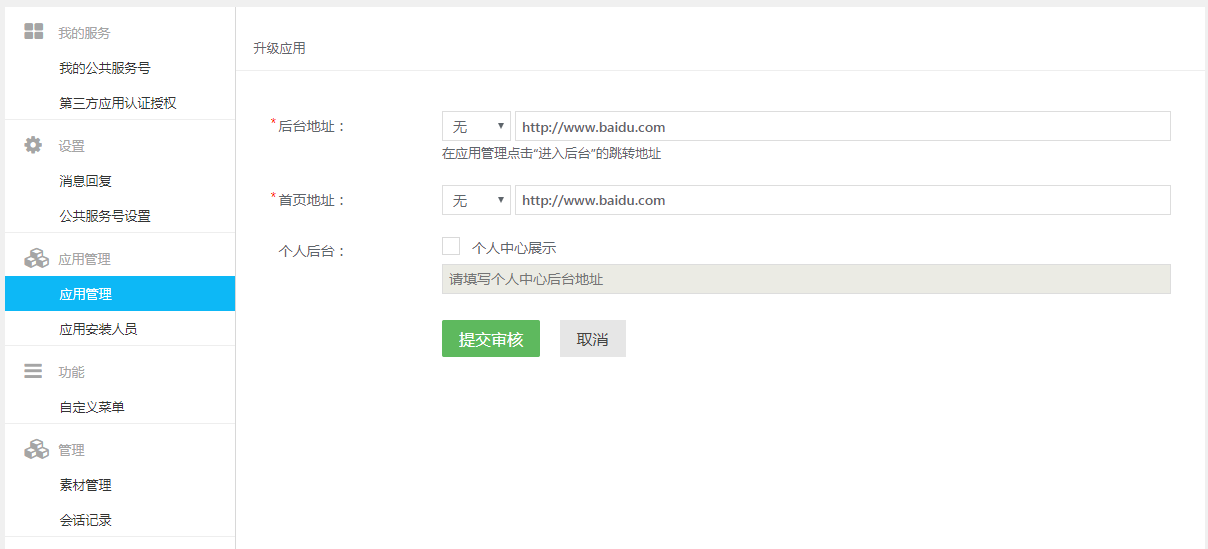 我的服务
我的公共服务号
第三方应用认证授权
设置
消息回复
公共服务号设置
应用管理
应用管理
应用安装人员
功能
自定义菜单
管理
素材管理
会话记录
升级应用
*后台地址： 无 http://www.baidu.com
在应用管理点击“进入后台”的跳转地址
*首页地址： 无 http://www.baidu.com
个人后台： 个人中心展示
请填写个人中心后台地址
提交审核 取消